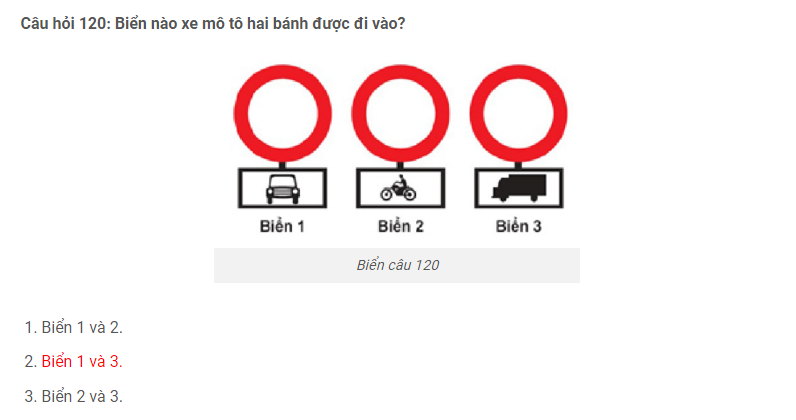 Câu hỏi 120: Biển nào xe mô tô hai bánh được đi vào?
Biển 1 Biển 2 Biển 3
Biển câu 120
1. Biển 1 và 2.
2. Biển 1 và 3.
3. Biển 2 và 3.